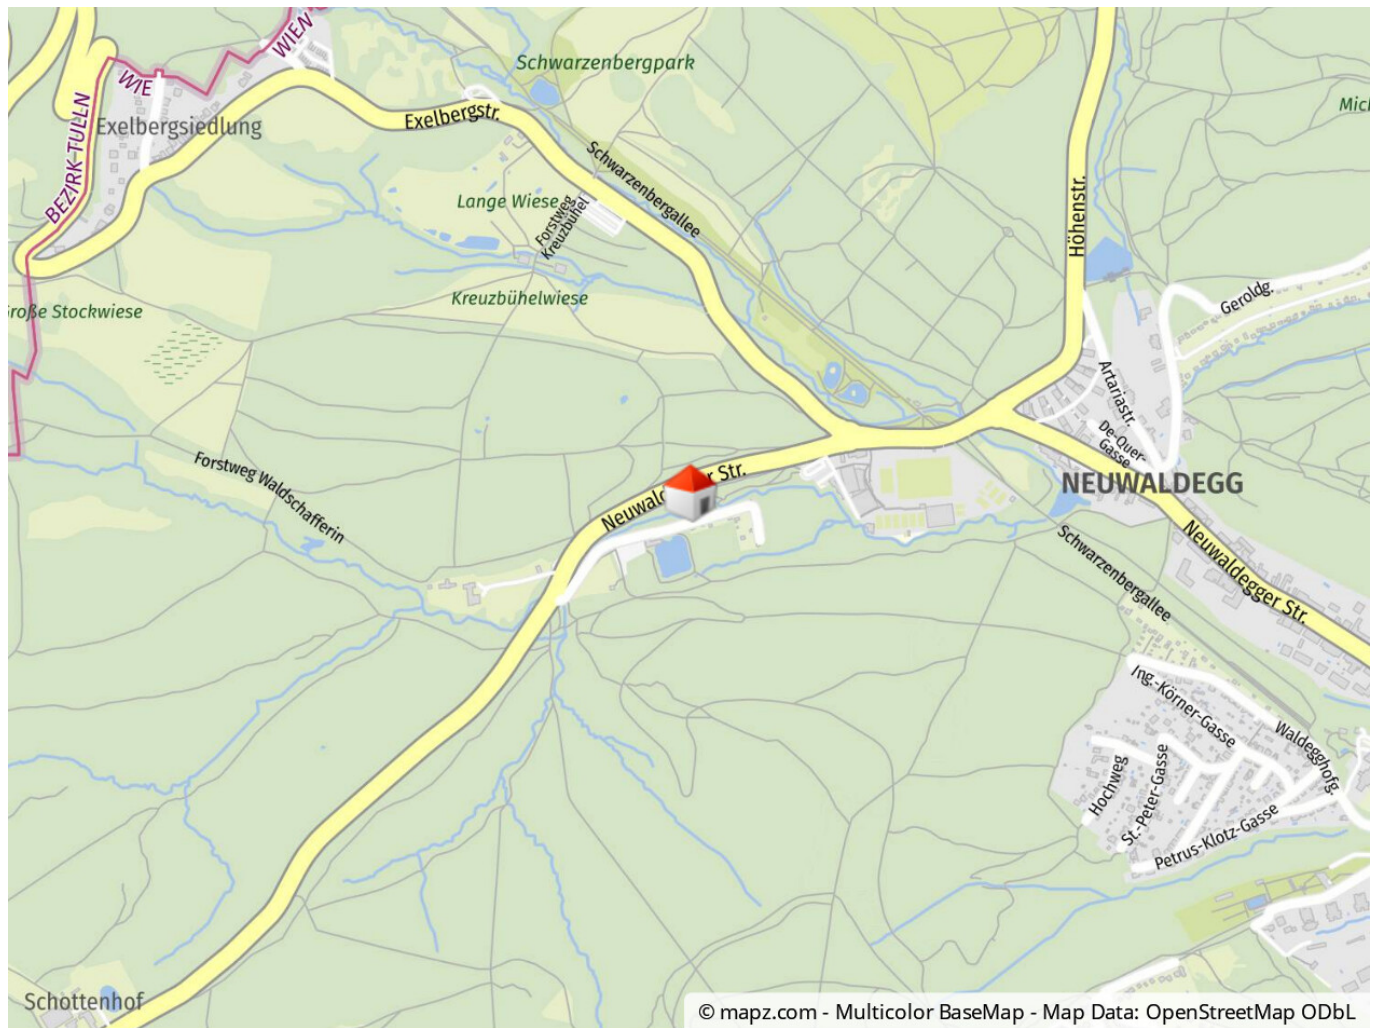 WIEN
Schwarzenbergpark
WIE
BEZIRK TULLN
Exelbergsiedlung
Exelbergstr.
Schwarzenbergallee
Lange Wiese
Forstweg
Kreuzbühel
Höhenstr.
Geroldg.
Kreuzbühelwiese
roße Stockwiese
Artariastr.
De-Quer-
Gasse
NEUWALDEGG
Forstweg Waldschafferin
Neuwald r Str.
Neuwaldegger Str.
Schwarzenbergallee
Ing.-Körner-Gasse
Waldegghofg.
Hochweg
St.-Peter-Gasse
Petrus-Klotz-Gasse
Schottenhof
© mapz.com - Multicolor BaseMap - Map Data: OpenStreetMap ODbL